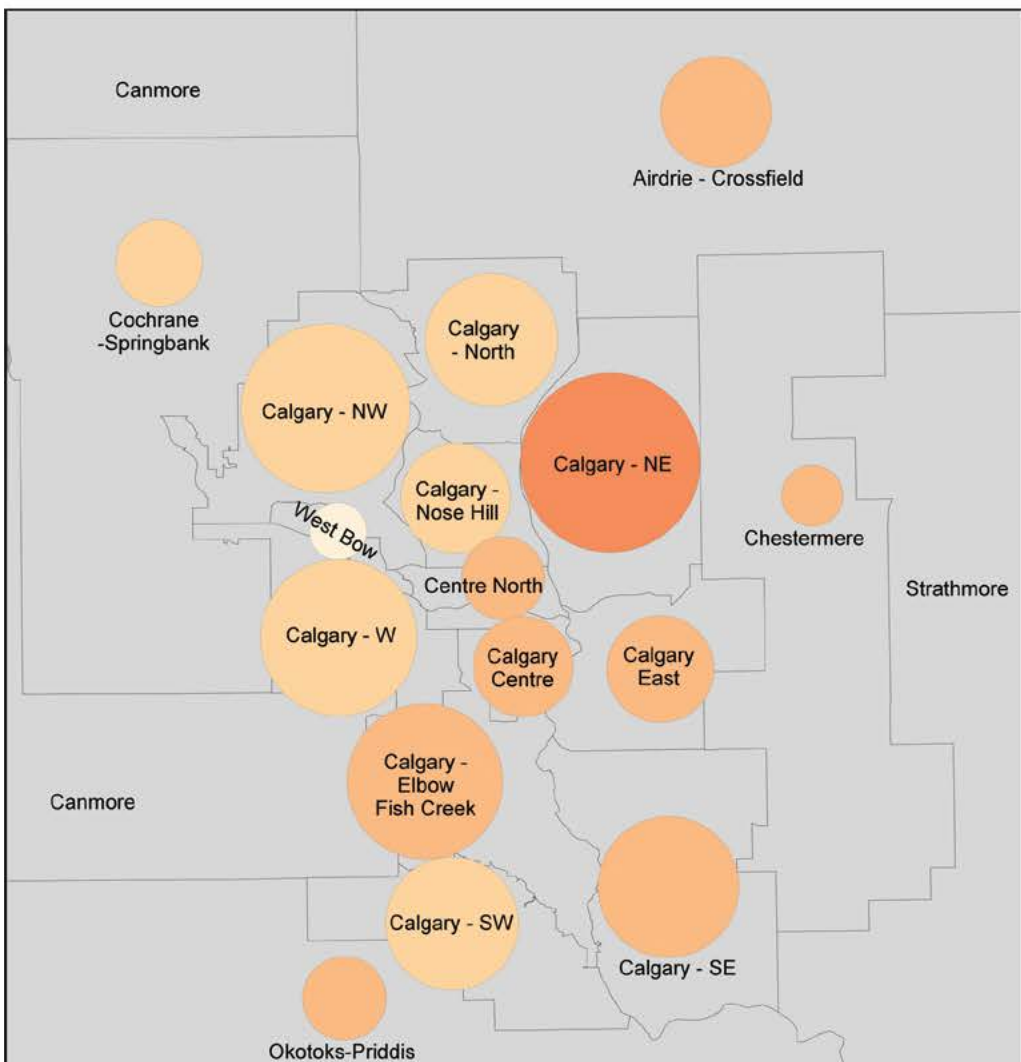 Canmore
Airdrie - Crossfield
Cochrane
-Springbank
Calgary
- North
Calgary - NW
Calgary - NE
Calgary -
Nose Hill
West Bow
Chestermere
Centre North
Strathmore
Calgary - W
Calgary
Centre
Calgary
East
Calgary -
Elbow
Fish Creek
Canmore
Calgary - SW
Calgary - SE
Okotoks-Priddis